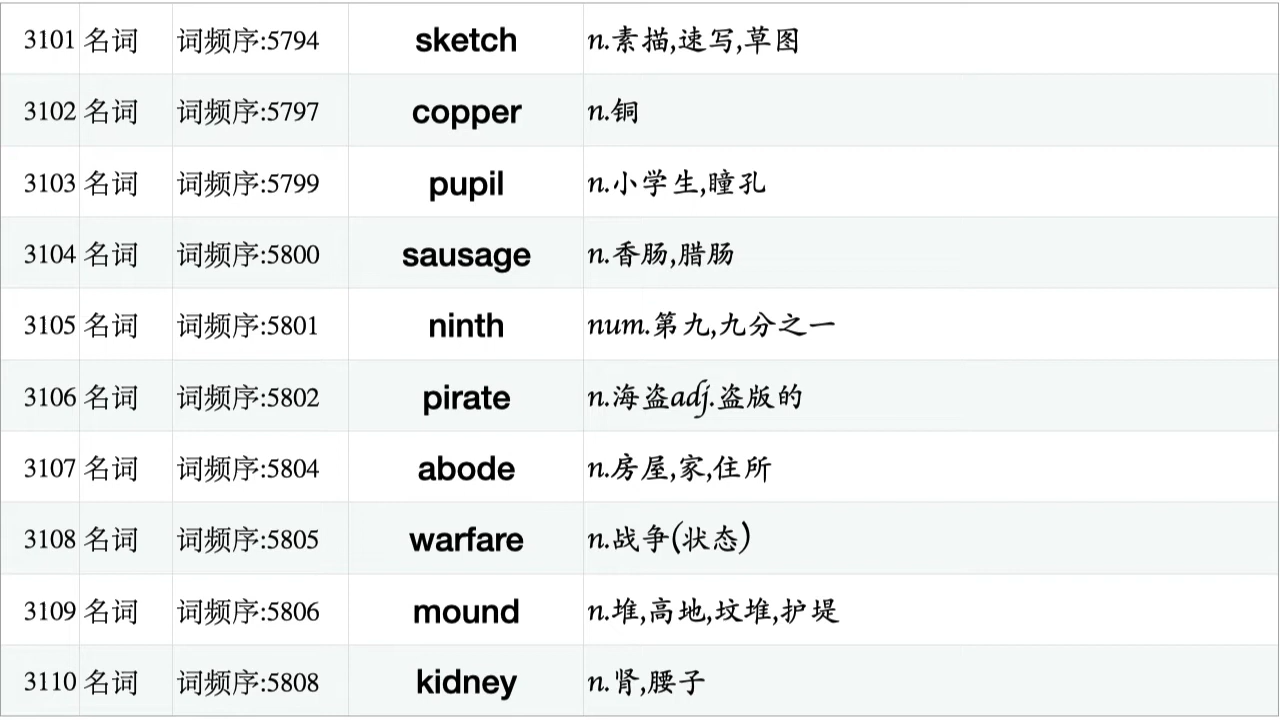 3101 名词 词频序:5794 sketch n.素描,速写,草图
3102 名词 词频序:5797 copper n.铜
3103 名词 词频序:5799 pupil n.小学生,瞳孔
3104 名词 词频序:5800 sausage n.香肠,腊肠
3105 名词 词频序:5801 ninth num.第九,九分之一
3106 名词 词频序:5802 pirate n.海盗adj.盗版的
3107 名词 词频序:5804 abode n.房屋,家,住所
3108 名词 词频序:5805 warfare n.战争(状态)
3109 名词 词频序:5806 mound n.堆,高地,坟堆,护堤
3110 名词 词频序:5808 kidney n.肾,腰子